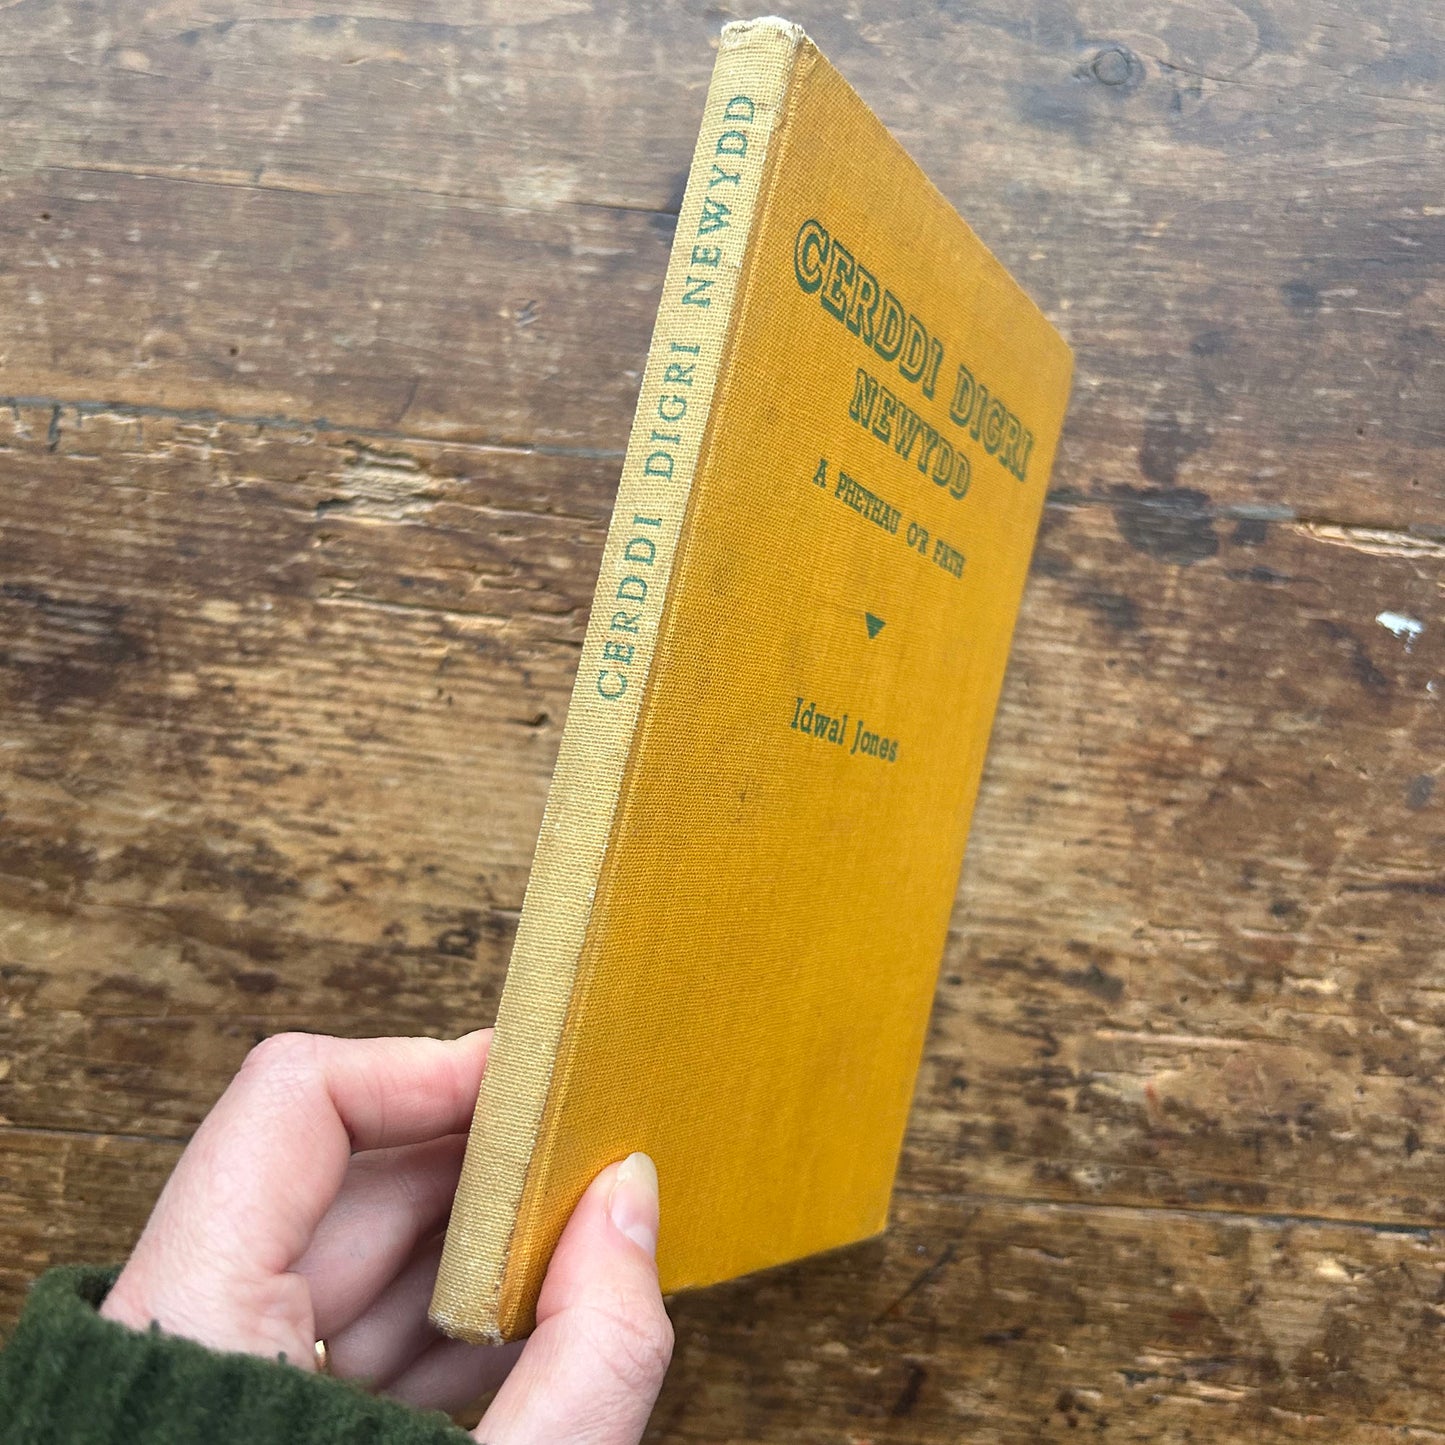 CERDDI DIGRI NEWYDD
CERDDI DIGRI
NEWYDD
A PHETHAU O'R FATH
Idwal Jones